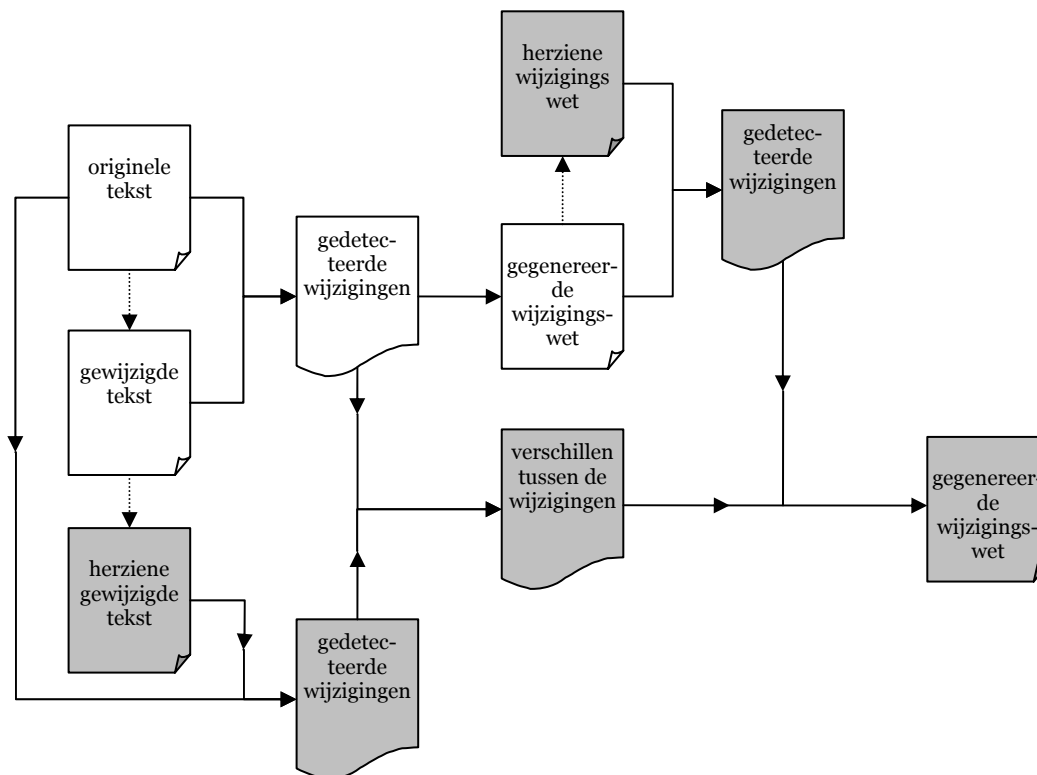 herziene
wijzigings
wet
gedetec-
teerde
wijzigingen
originele
tekst
gedetec-
teerde
wijzigingen
gegenereer-
de
wijzigings-
wet
gewijzigde
tekst
verschillen
tussen de
wijzigingen
gegenereer-
de
wijzigings-
wet
herziene
gewijzigde
tekst
gedetec-
teerde
wijzigingen